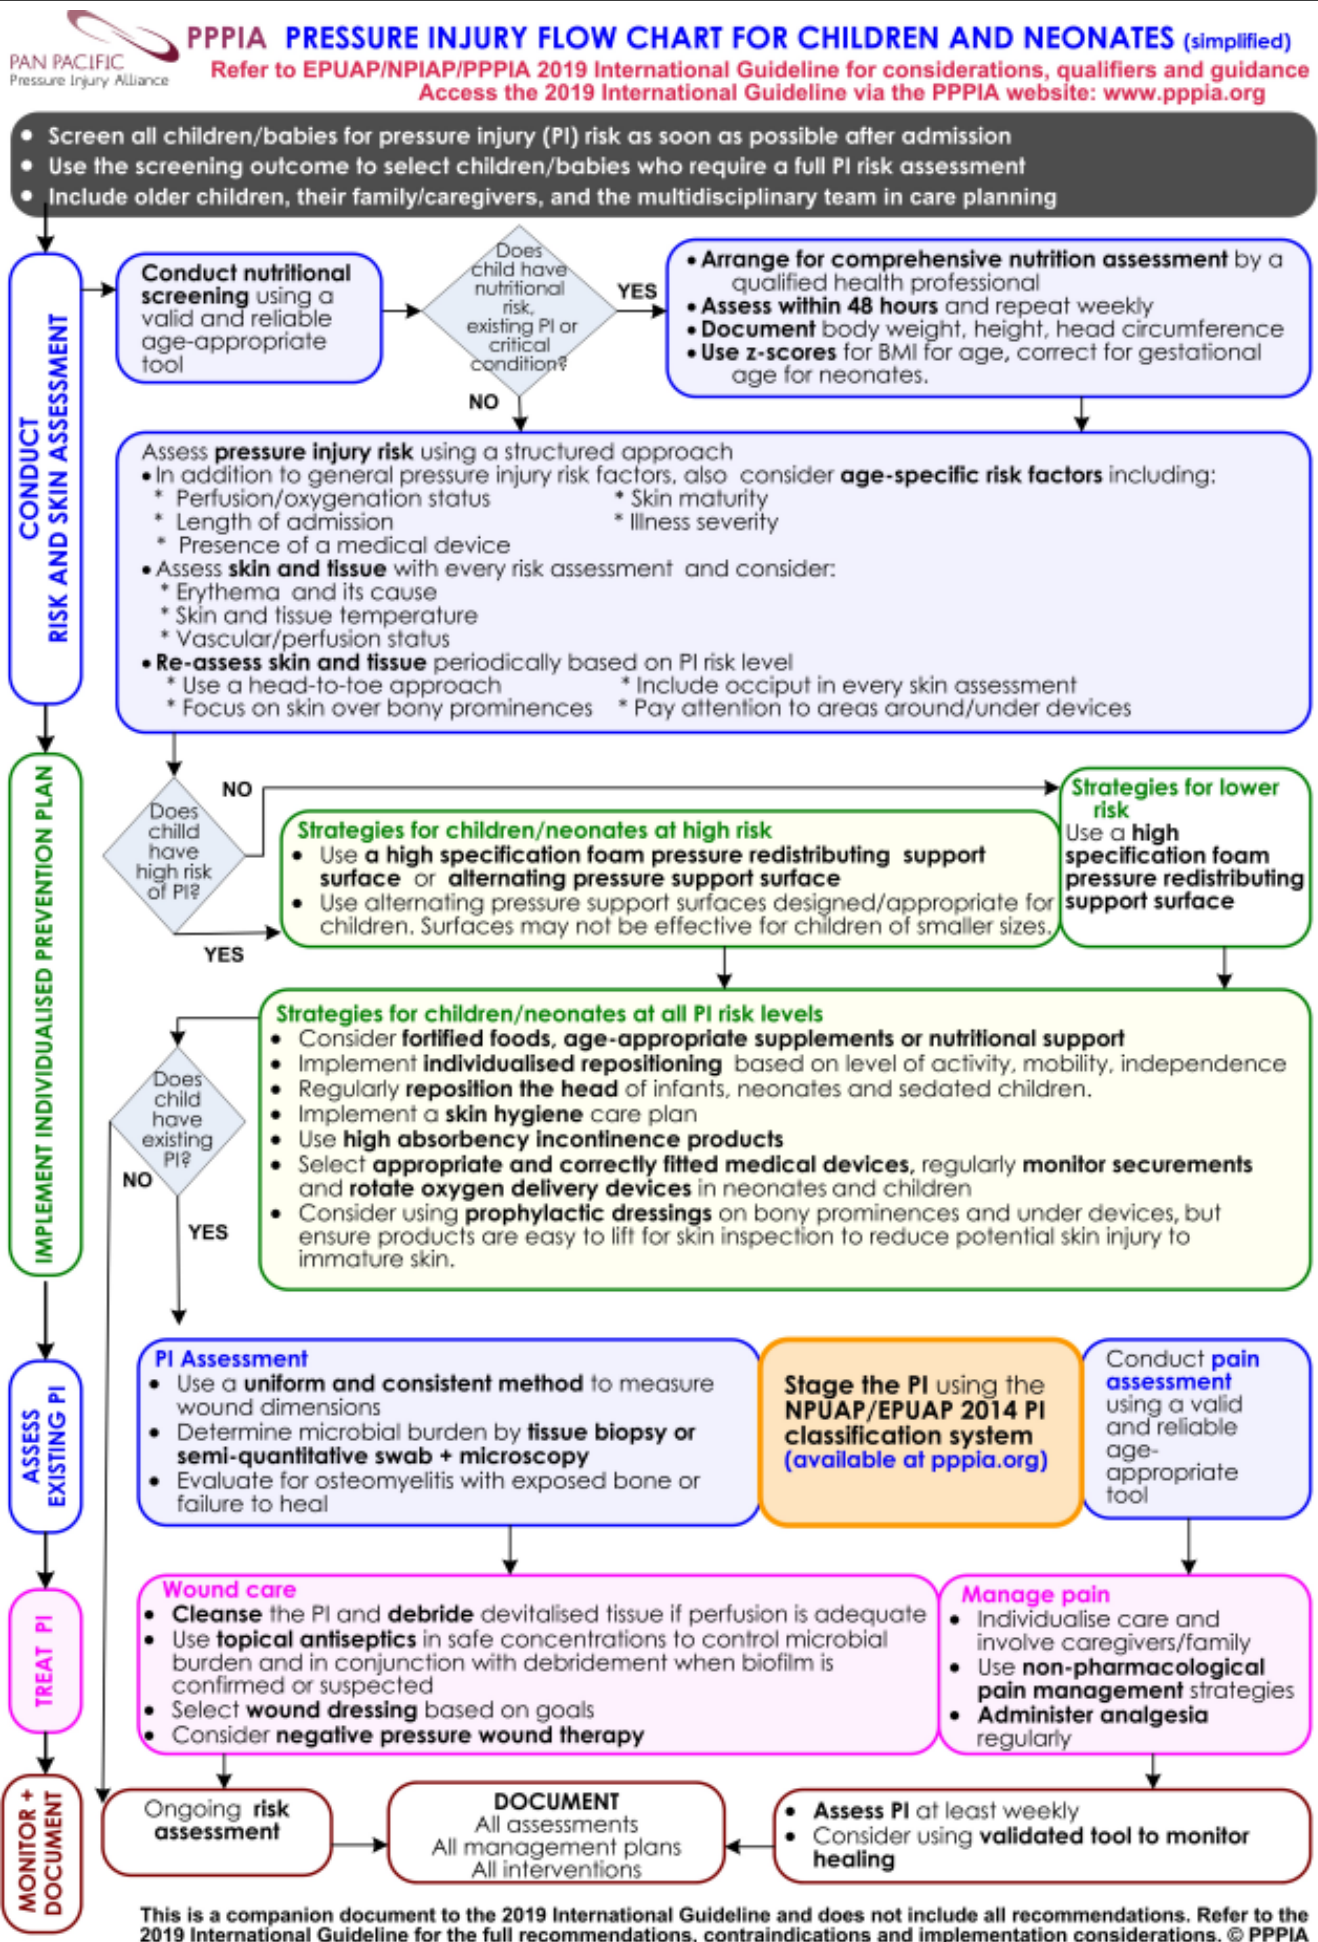 PAN PACIFIC
Pressure Injury Alliance
PPPIA PRESSURE INJURY FLOW CHART FOR CHILDREN AND NEONATES (simplified)
Refer to EPUAP/NPIAP/PPPIA 2019 International Guideline for considerations, qualifiers and guidance
Access the 2019 International Guideline via the PPPIA website: www.pppia.org
• Screen all children/babies for pressure injury (PI) risk as soon as possible after admission
• Use the screening outcome to select children/babies who require a full PI risk assessment
• Include older children, their family/caregivers, and the multidisciplinary team in care planning
CONDUCT
RISK AND SKIN ASSESSMENT
Conduct nutritional
screening using a
valid and reliable
age-appropriate
tool
Does
child have
nutritional
risk,
existing PI or
critical
condition?
YES
NO
• Arrange for comprehensive nutrition assessment by a
qualified health professional
• Assess within 48 hours and repeat weekly
• Document body weight, height, head circumference
• Use z-scores for BMI for age, correct for gestational
age for neonates.
Assess pressure injury risk using a structured approach
• In addition to general pressure injury risk factors, also consider age-specific risk factors including:
* Perfusion/oxygenation status * Skin maturity
* Length of admission * Illness severity
* Presence of a medical device
• Assess skin and tissue with every risk assessment and consider:
* Erythema and its cause
* Skin and tissue temperature
* Vascular/perfusion status
• Re-assess skin and tissue periodically based on PI risk level
* Use a head-to-toe approach * Include occiput in every skin assessment
* Focus on skin over bony prominences * Pay attention to areas around/under devices
IMPLEMENT INDIVIDUALISED PREVENTION PLAN
Does
chilld
have
high risk
of PI?
NO
YES
Strategies for children/neonates at high risk
• Use a high specification foam pressure redistributing support
surface or alternating pressure support surface
• Use alternating pressure support surfaces designed/appropriate for
children. Surfaces may not be effective for children of smaller sizes.
Strategies for lower
risk
Use a high
specification foam
pressure redistributing
support surface
Does
child
have
existing
PI?
NO
YES
Strategies for children/neonates at all PI risk levels
• Consider fortified foods, age-appropriate supplements or nutritional support
• Implement individualised repositioning based on level of activity, mobility, independence
• Regularly reposition the head of infants, neonates and sedated children.
• Implement a skin hygiene care plan
• Use high absorbency incontinence products
• Select appropriate and correctly fitted medical devices, regularly monitor securements
and rotate oxygen delivery devices in neonates and children
• Consider using prophylactic dressings on bony prominences and under devices, but
ensure products are easy to lift for skin inspection to reduce potential skin injury to
immature skin.
ASSESS
EXISTING PI
PI Assessment
• Use a uniform and consistent method to measure
wound dimensions
• Determine microbial burden by tissue biopsy or
semi-quantitative swab + microscopy
• Evaluate for osteomyelitis with exposed bone or
failure to heal
Stage the PI using the
NPUAP/EPUAP 2014 PI
classification system
(available at pppia.org)
Conduct pain
assessment
using a valid
and reliable
age-
appropriate
tool
TREAT PI
Wound care
• Cleanse the PI and debride devitalised tissue if perfusion is adequate
• Use topical antiseptics in safe concentrations to control microbial
burden and in conjunction with debridement when biofilm is
confirmed or suspected
• Select wound dressing based on goals
• Consider negative pressure wound therapy
Manage pain
• Individualise care and
involve caregivers/family
• Use non-pharmacological
pain management strategies
• Administer analgesia
regularly
MONITOR +
DOCUMENT
Ongoing risk
assessment
DOCUMENT
All assessments
All management plans
All interventions
• Assess PI at least weekly
• Consider using validated tool to monitor
healing
This is a companion document to the 2019 International Guideline and does not include all recommendations. Refer to the
2019 International Guideline for the full recommendations, contraindications and implementation considerations. © PPPIA